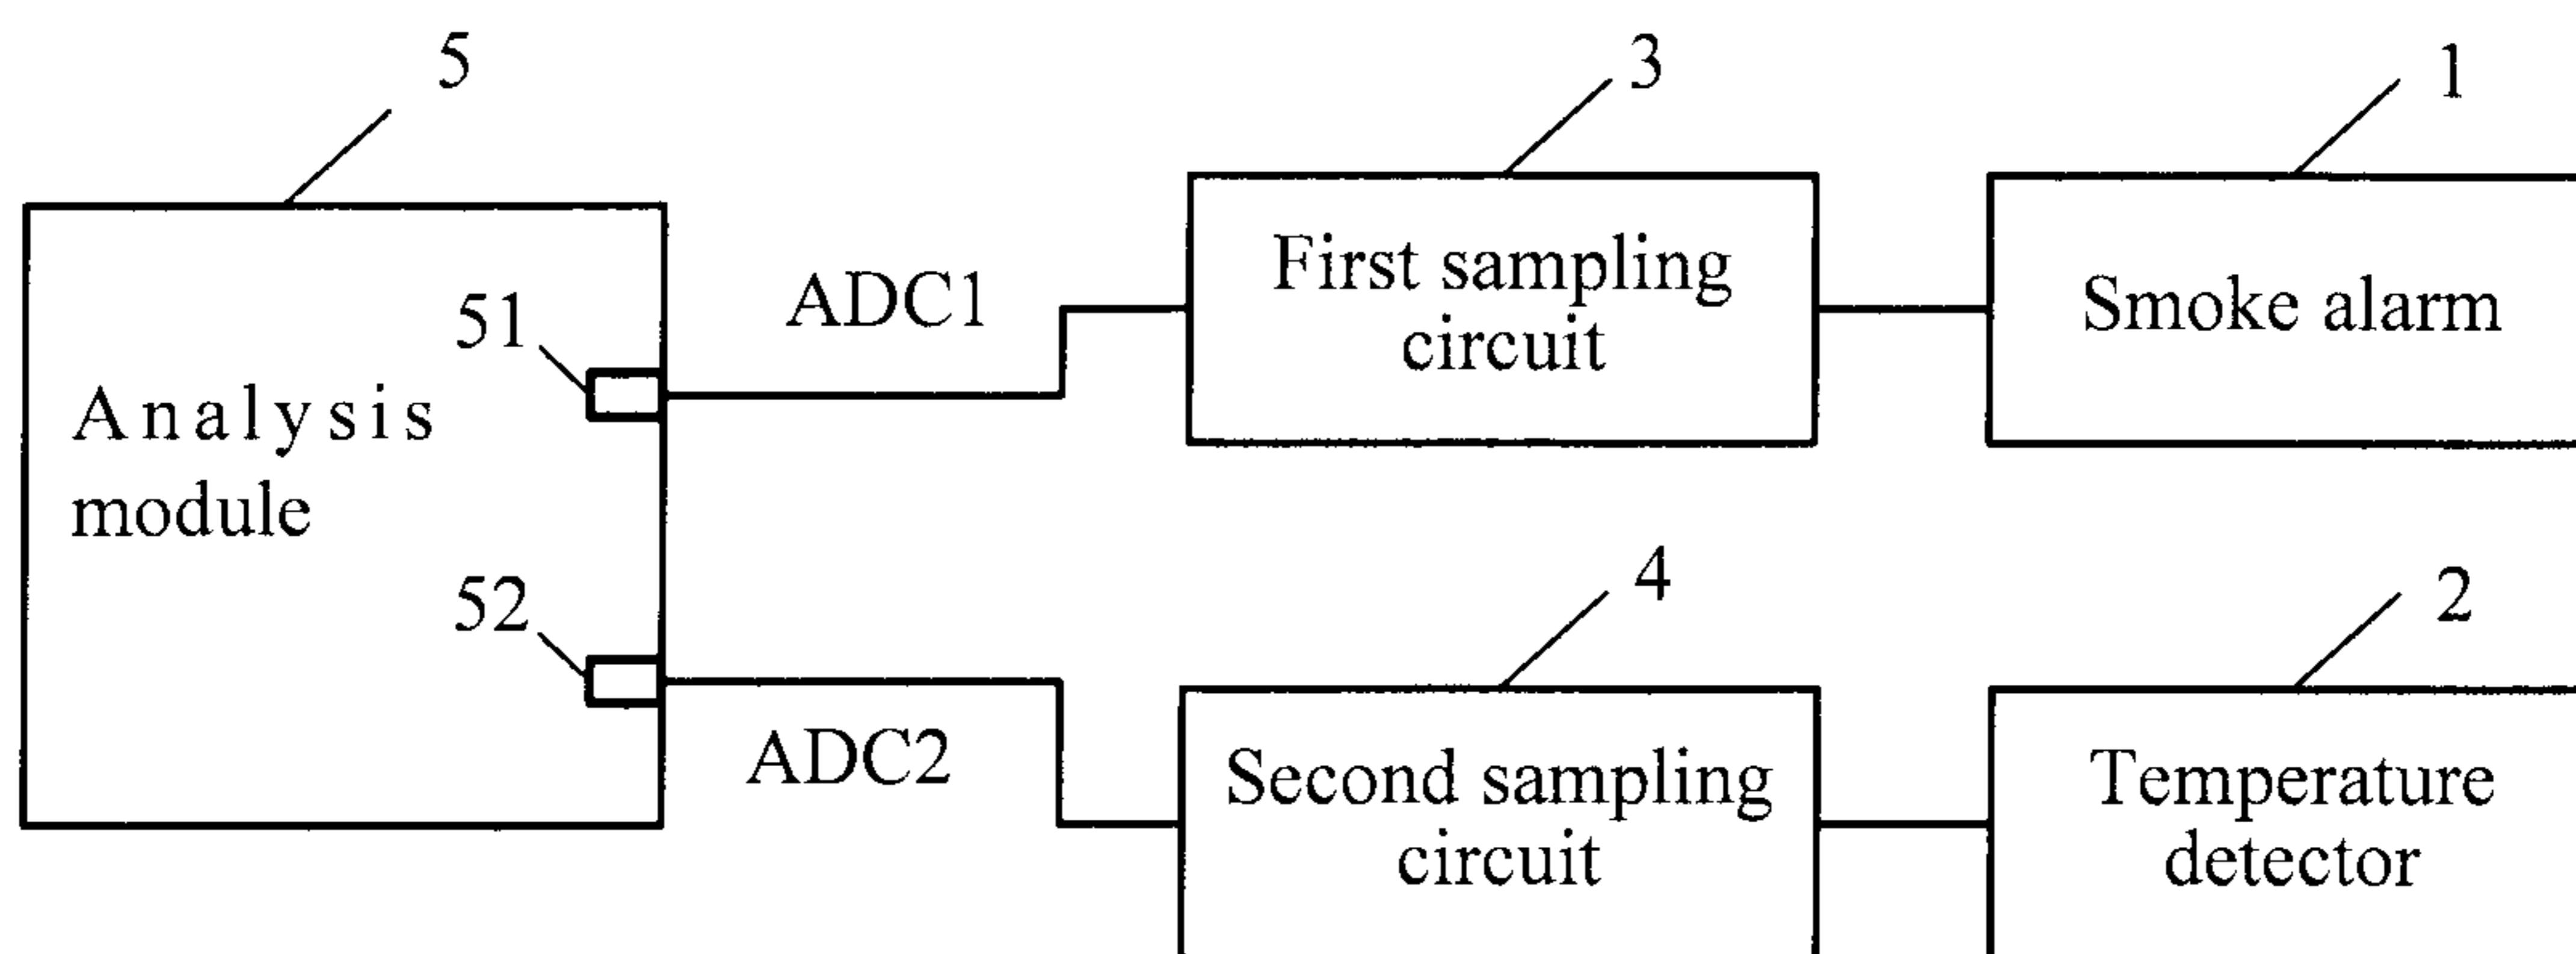 5
3
1
51
ADC1
First sampling
circuit
Smoke alarm
Analysis
module
52
ADC2
4
2
Second sampling
circuit
Temperature
detector